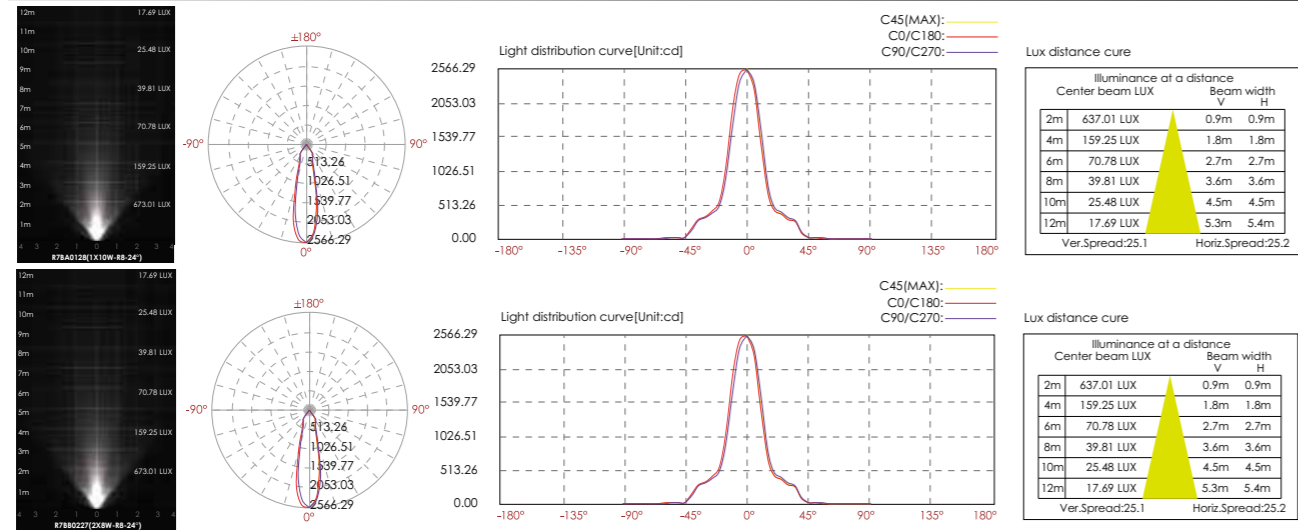 12m 17.69 LUX
11m
10m 25.48 LUX
9m
8m 39.81 LUX
7m
6m 70.78 LUX
5m
4m 159.25 LUX
3m
2m 673.01 LUX
1m
4 3 2 1 0 1 2 3 4
R7BA0128(1X10W-R8-24°)
±180°
-90° 90°
513.26
1026.51
1539.77
2053.03
2566.29
0°
C45(MAX):
C0/C180:
C90/C270:
Light distribution curve[Unit:cd]
2566.29
2053.03
1539.77
1026.51
513.26
0.00
-180° -135° -90° -45° 0° 45° 90° 135° 180°
Lux distance cure
Illuminance at a distance
Center beam LUX Beam width
V H
2m 637.01 LUX 0.9m 0.9m
4m 159.25 LUX 1.8m 1.8m
6m 70.78 LUX 2.7m 2.7m
8m 39.81 LUX 3.6m 3.6m
10m 25.48 LUX 4.5m 4.5m
12m 17.69 LUX 5.3m 5.4m
Ver.Spread:25.1 Horiz.Spread:25.2
12m 17.69 LUX
11m
10m 25.48 LUX
9m
8m 39.81 LUX
7m
6m 70.78 LUX
5m
4m 159.25 LUX
3m
2m 673.01 LUX
1m
4 3 2 1 0 1 2 3 4
R7BB0227(2X8W-R8-24°)
±180°
-90° 90°
513.26
1026.51
1539.77
2053.03
2566.29
0°
C45(MAX):
C0/C180:
C90/C270:
Light distribution curve[Unit:cd]
2566.29
2053.03
1539.77
1026.51
513.26
0.00
-180° -135° -90° -45° 0° 45° 90° 135° 180°
Lux distance cure
Illuminance at a distance
Center beam LUX Beam width
V H
2m 637.01 LUX 0.9m 0.9m
4m 159.25 LUX 1.8m 1.8m
6m 70.78 LUX 2.7m 2.7m
8m 39.81 LUX 3.6m 3.6m
10m 25.48 LUX 4.5m 4.5m
12m 17.69 LUX 5.3m 5.4m
Ver.Spread:25.1 Horiz.Spread:25.2